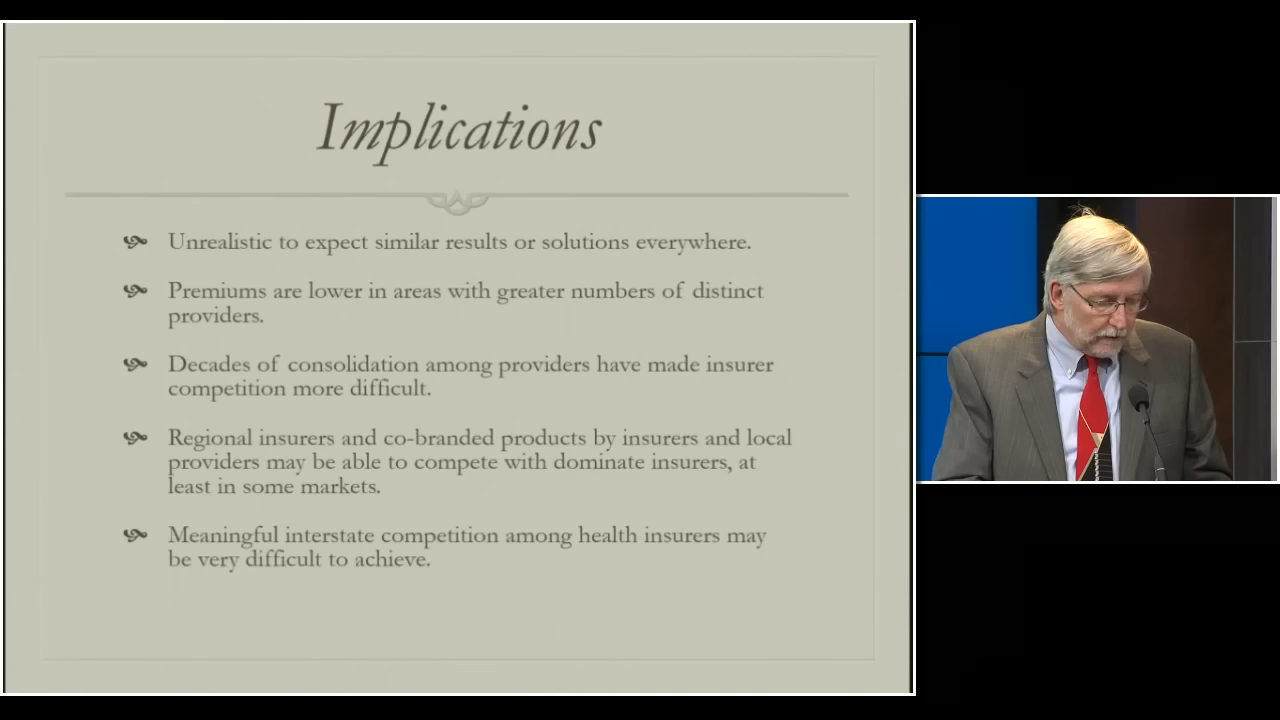 Implications
Unrealistic to expect similar results or solutions everywhere.
Premiums are lower in areas with greater numbers of distinct
providers.
Decades of consolidation among providers have made insurer
competition more difficult.
Regional insurers and co-branded products by insurers and local
providers may be able to compete with dominate insurers, at
least in some markets.
Meaningful interstate competition among health insurers may
be very difficult to achieve.